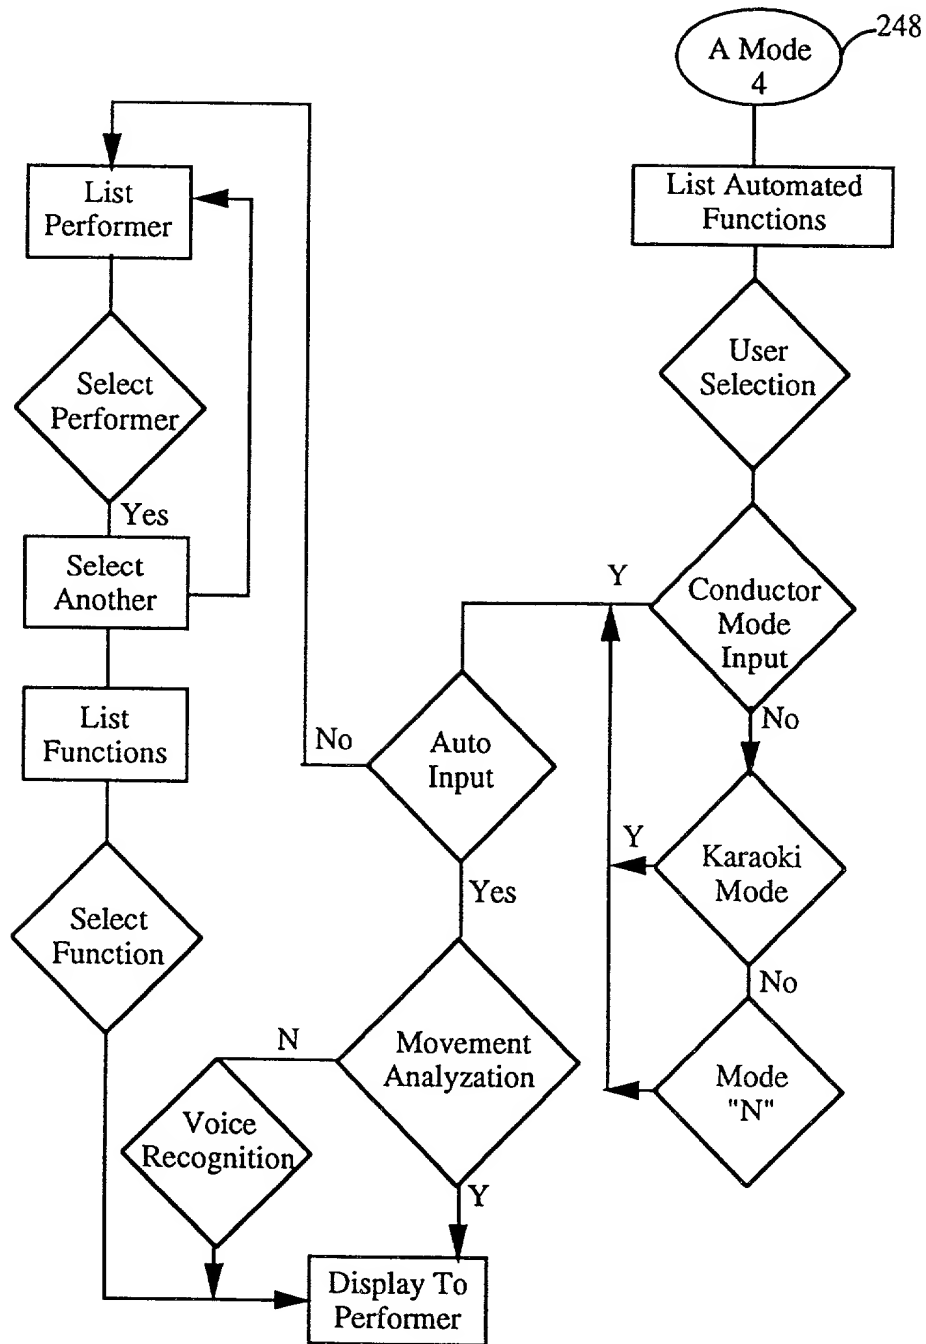 248
A Mode
4
List Automated
Functions
User
Selection
Conductor
Mode
Input
Y
No
Karaoki
Mode
Y
No
Mode
"N"
Auto
Input
No
Yes
Movement
Analyzation
N
Y
Voice
Recognition
List
Performer
Select
Performer
Yes
Select
Another
List
Functions
Select
Function
Display To
Performer